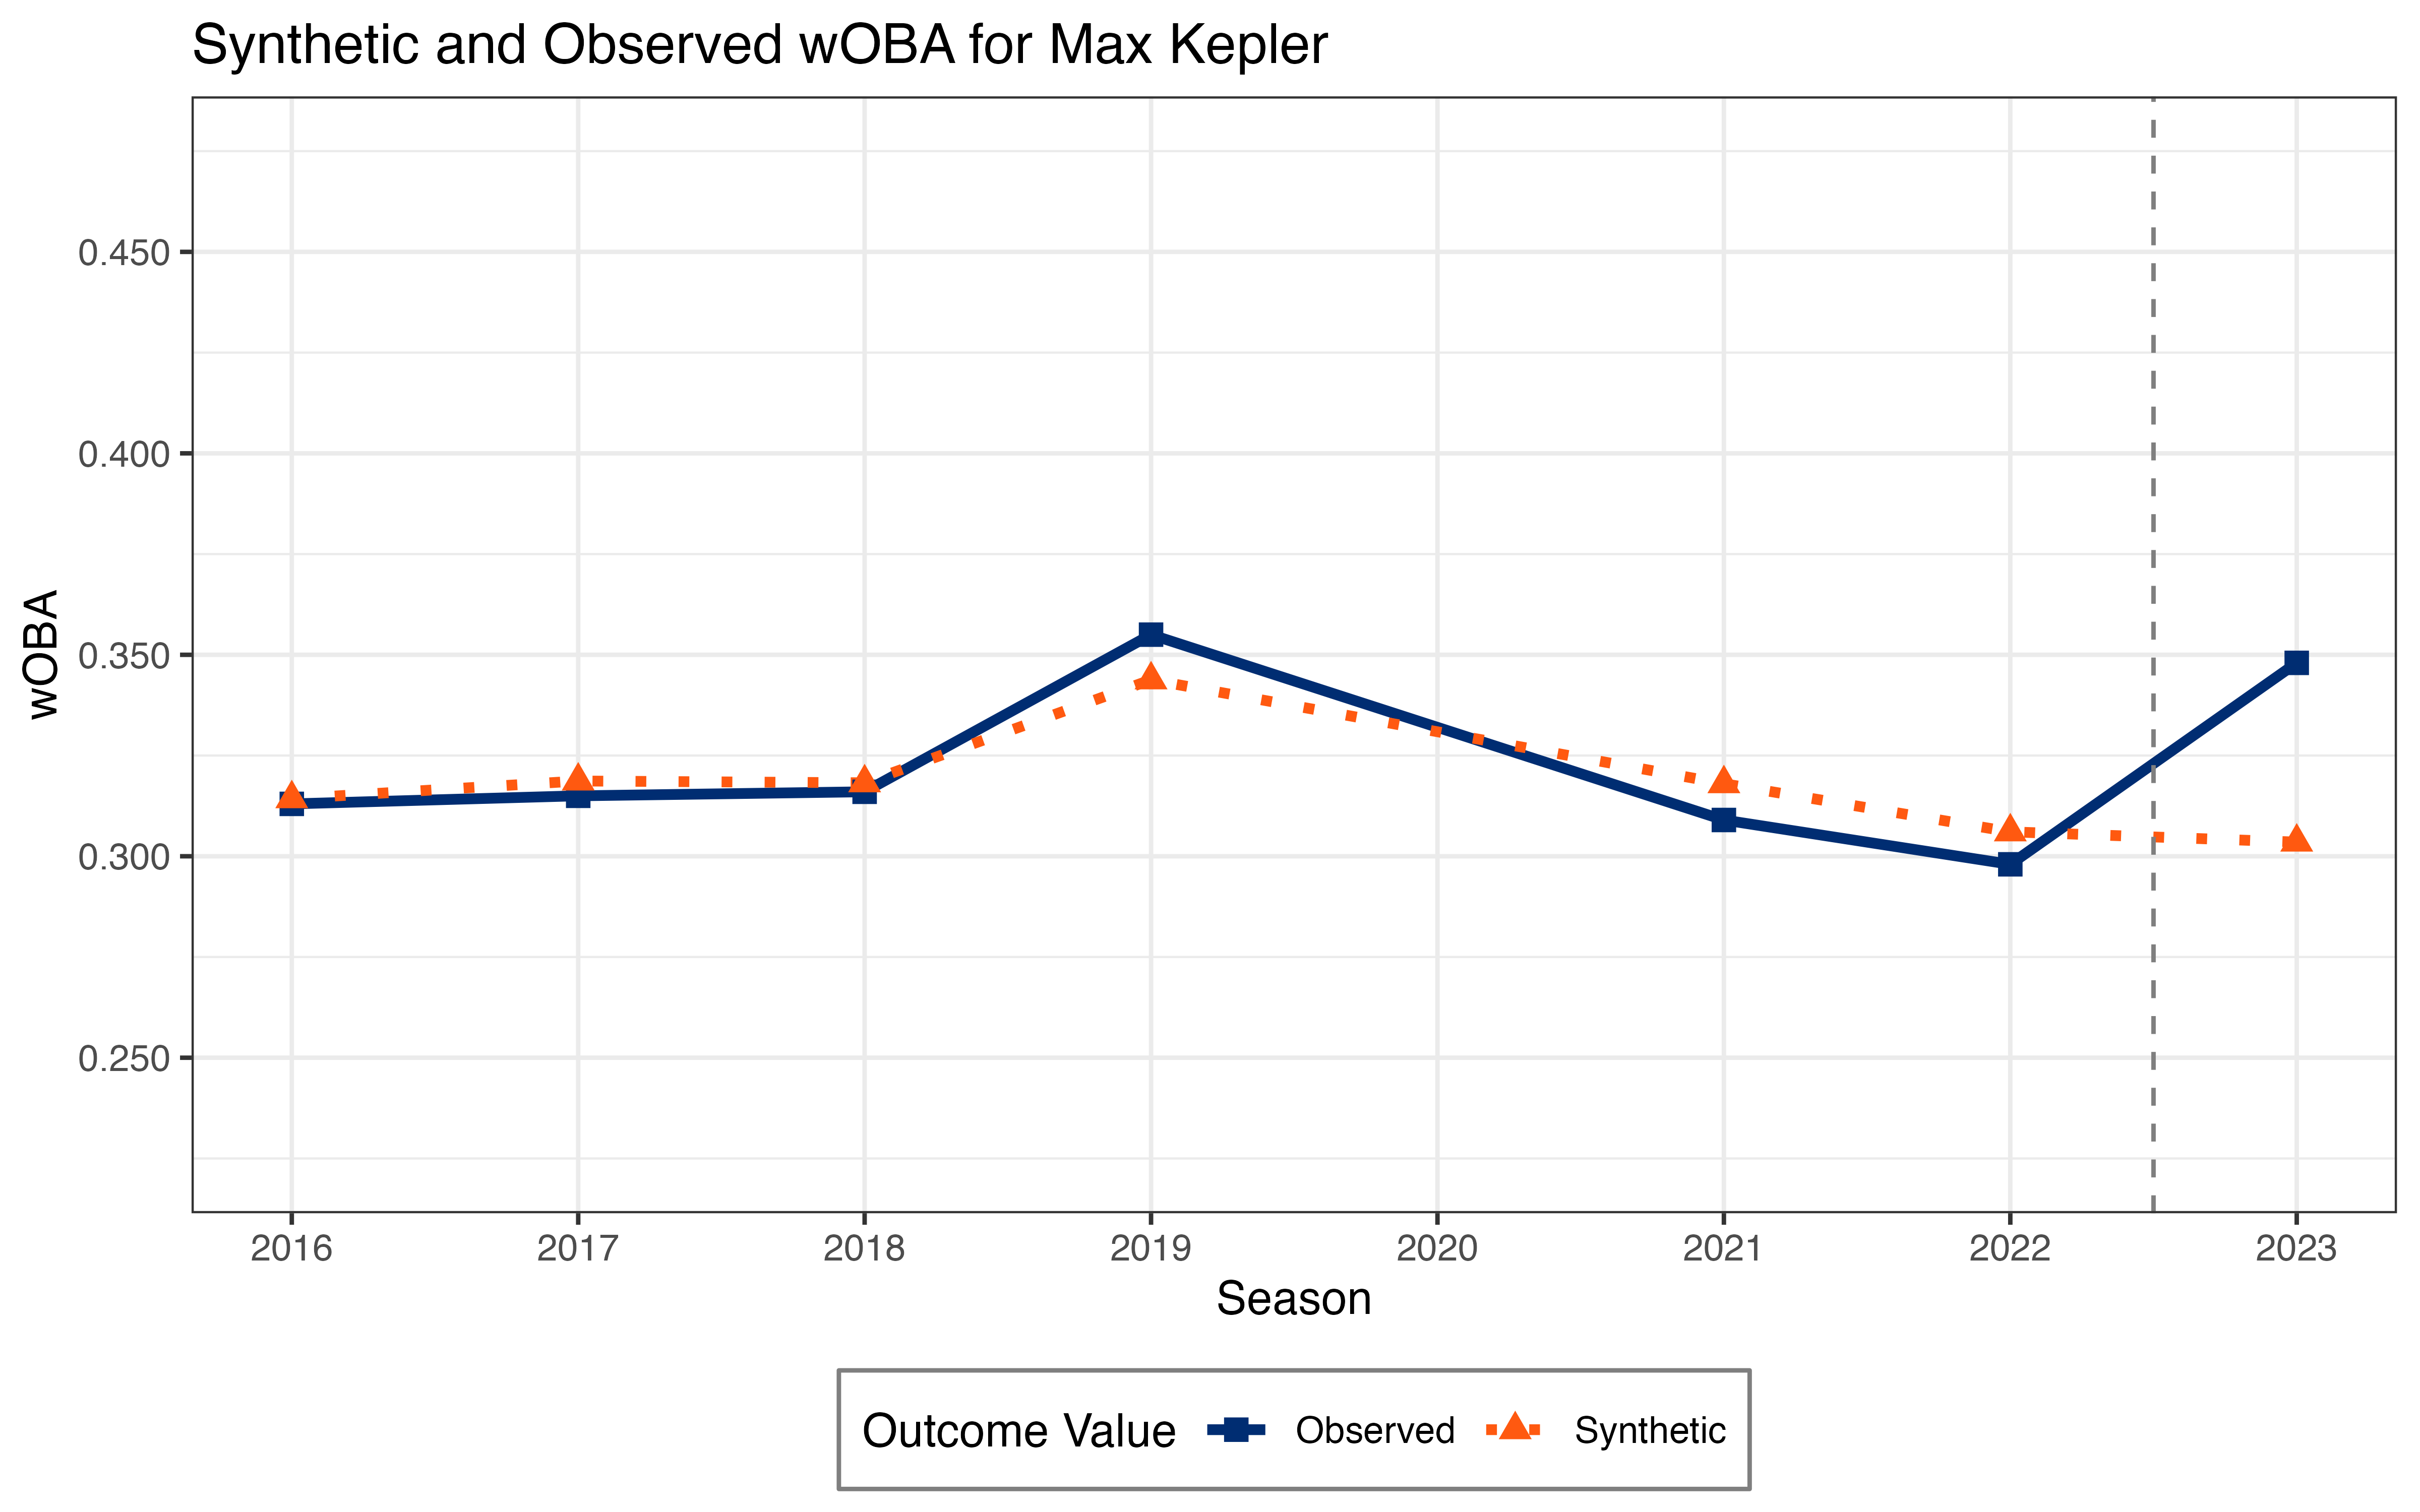 Synthetic and Observed wOBA for Max Kepler
wOBA
0.450
0.400
0.350
0.300
0.250
2016 2017 2018 2019 2020 2021 2022 2023
Season
Outcome Value Observed Synthetic